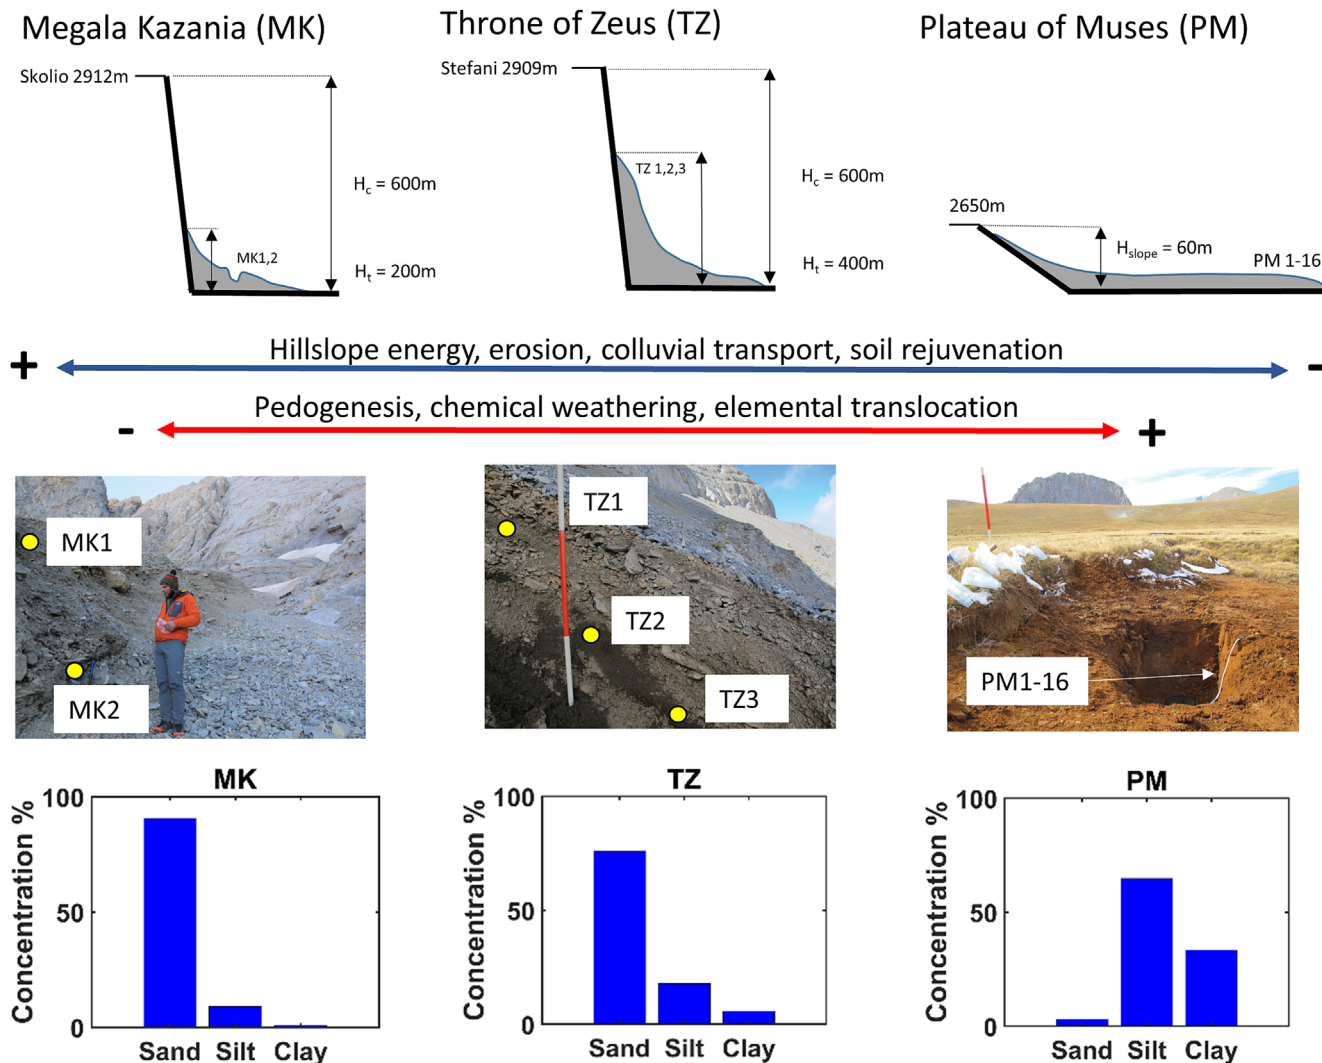 Megala Kazania (MK)
Throne of Zeus (TZ)
Plateau of Muses (PM)
Skolio 2912m
Hc = 600m
MK1,2
Ht = 200m
Stefani 2909m
TZ 1,2,3
Hc = 600m
Ht = 400m
2650m
Hslope = 60m
PM 1-16
Hillslope energy, erosion, colluvial transport, soil rejuvenation
+
-
Pedogenesis, chemical weathering, elemental translocation
-
+
MK1
MK2
TZ1
TZ2
TZ3
PM1-16
MK
Concentration %
100
50
0
Sand Silt Clay
TZ
Concentration %
100
50
0
Sand Silt Clay
PM
Concentration %
100
50
0
Sand Silt Clay